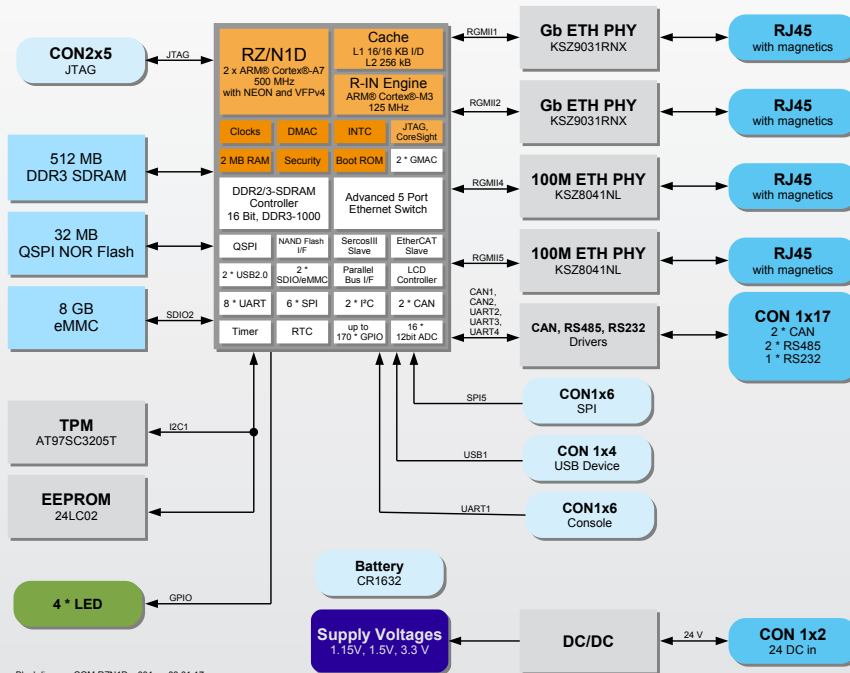 CON2x5
JTAG
JTAG
512 MB
DDR3 SDRAM
32 MB
QSPI NOR Flash
8 GB
eMMC
SDIO2
RZ/N1D
2 x ARM® Cortex®-A7
500 MHz
with NEON and VFPv4
Cache
L1 16/16 KB I/D
L2 256 kB
R-IN Engine
ARM® Cortex®-M3
125 MHz
Clocks
DMAC
INTC
JTAG,
CoreSight
2 MB RAM
Security
Boot ROM
2 * GMAC
DDR2/3-SDRAM
Controller
16 Bit, DDR3-1000
Advanced 5 Port
Ethernet Switch
QSPI
NAND Flash
I/F
SercosIII
Slave
EtherCAT
Slave
2 * USB2.0
2 *
SDIO/eMMC
Parallel
Bus I/F
LCD
Controller
8 * UART
6 * SPI
2 * I²C
2 * CAN
Timer
RTC
up to
170 * GPIO
16 *
12bit ADC
RGMII1
Gb ETH PHY
KSZ9031RNX
RJ45
with magnetics
RGMII2
Gb ETH PHY
KSZ9031RNX
RJ45
with magnetics
RGMII4
100M ETH PHY
KSZ8041NL
RJ45
with magnetics
RGMII5
100M ETH PHY
KSZ8041NL
RJ45
with magnetics
CAN1,
CAN2,
UART2,
UART3,
UART4
CAN, RS485, RS232
Drivers
CON 1x17
2 * CAN
2 * RS485
1 * RS232
SPI5
CON1x6
SPI
USB1
CON 1x4
USB Device
UART1
CON1x6
Console
TPM
AT97SC3205T
I2C1
EEPROM
24LC02
4 * LED
GPIO
Battery
CR1632
Supply Voltages
1.15V, 1.5V, 3.3 V
DC/DC
24 V
CON 1x2
24 DC in